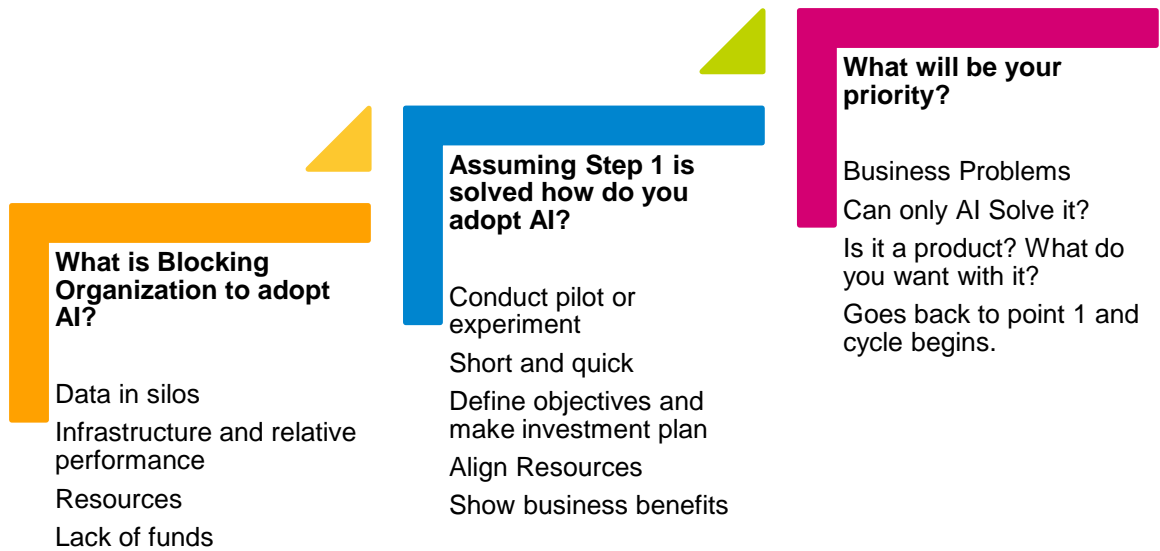 What is Blocking
Organization to adopt
AI?
Data in silos
Infrastructure and relative
performance
Resources
Lack of funds
Assuming Step 1 is
solved how do you
adopt AI?
Conduct pilot or
experiment
Short and quick
Define objectives and
make investment plan
Align Resources
Show business benefits
What will be your
priority?
Business Problems
Can only AI Solve it?
Is it a product? What do
you want with it?
Goes back to point 1 and
cycle begins.